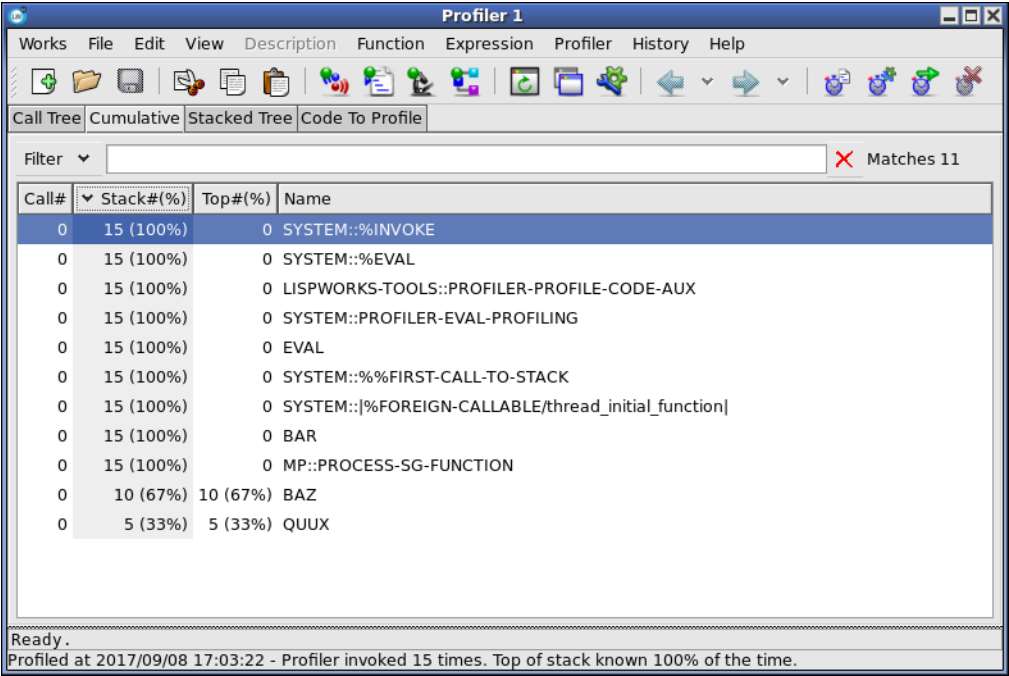 Profiler 1
Works File Edit View Description Function Expression Profiler History Help
Call Tree Cumulative Stacked Tree Code To Profile
Filter Matches 11
Call# Stack#(%) Top#(%) Name
0 15 (100%) 0 SYSTEM::%INVOKE
0 15 (100%) 0 SYSTEM::%EVAL
0 15 (100%) 0 LISPWORKS-TOOLS::PROFILER-PROFILE-CODE-AUX
0 15 (100%) 0 SYSTEM::PROFILER-EVAL-PROFILING
0 15 (100%) 0 EVAL
0 15 (100%) 0 SYSTEM::%%FIRST-CALL-TO-STACK
0 15 (100%) 0 SYSTEM::|%FOREIGN-CALLABLE/thread_initial_function|
0 15 (100%) 0 BAR
0 15 (100%) 0 MP::PROCESS-SG-FUNCTION
0 10 (67%) 10 (67%) BAZ
0 5 (33%) 5 (33%) QUUX
Ready.
Profiled at 2017/09/08 17:03:22 - Profiler invoked 15 times. Top of stack known 100% of the time.